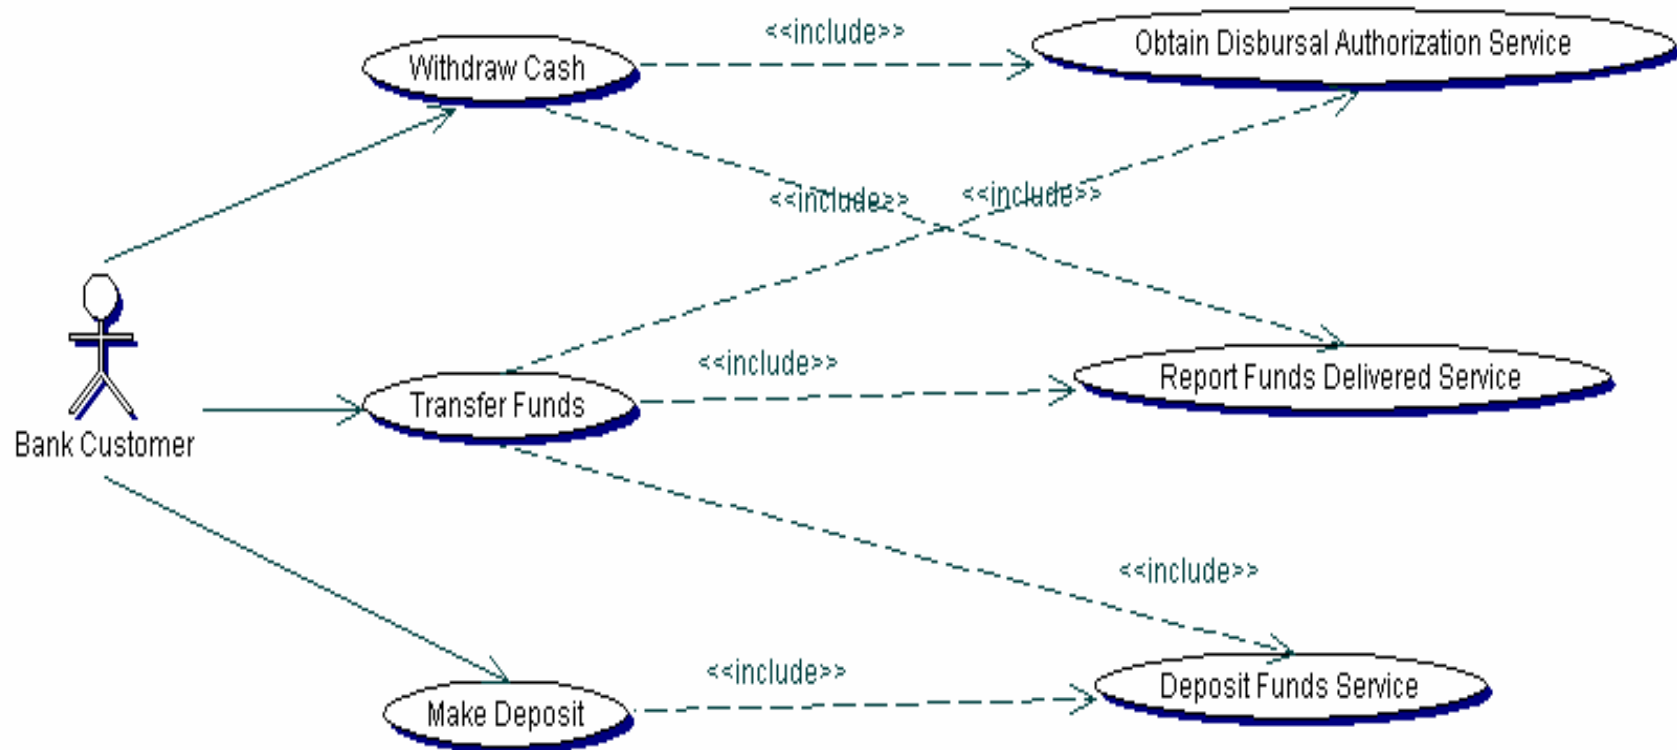 <<include>>
Obtain Disbursal Authorization Service
Withdraw Cash
<<include>>
<<include>>
<<include>>
Report Funds Delivered Service
Transfer Funds
Bank Customer
<<include>>
<<include>>
Deposit Funds Service
Make Deposit